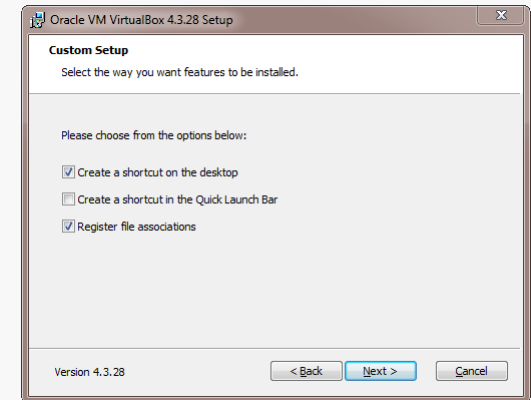 Oracle VM VirtualBox 4.3.28 Setup
Custom Setup
Select the way you want features to be installed.
Please choose from the options below:
Create a shortcut on the desktop
Create a shortcut in the Quick Launch Bar
Register file associations
Version 4.3.28 < Back Next > Cancel